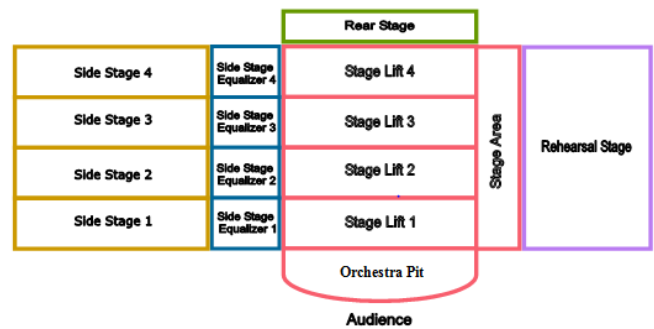 Rear Stage
Side Stage 4
Side Stage
Equalizer 4
Stage Lift 4
Side Stage 3
Side Stage
Equalizer 3
Stage Lift 3
Side Stage 2
Side Stage
Equalizer 2
Stage Lift 2
Side Stage 1
Side Stage
Equalizer 1
Stage Lift 1
Stage Area
Rehearsal Stage
Orchestra Pit
Audience